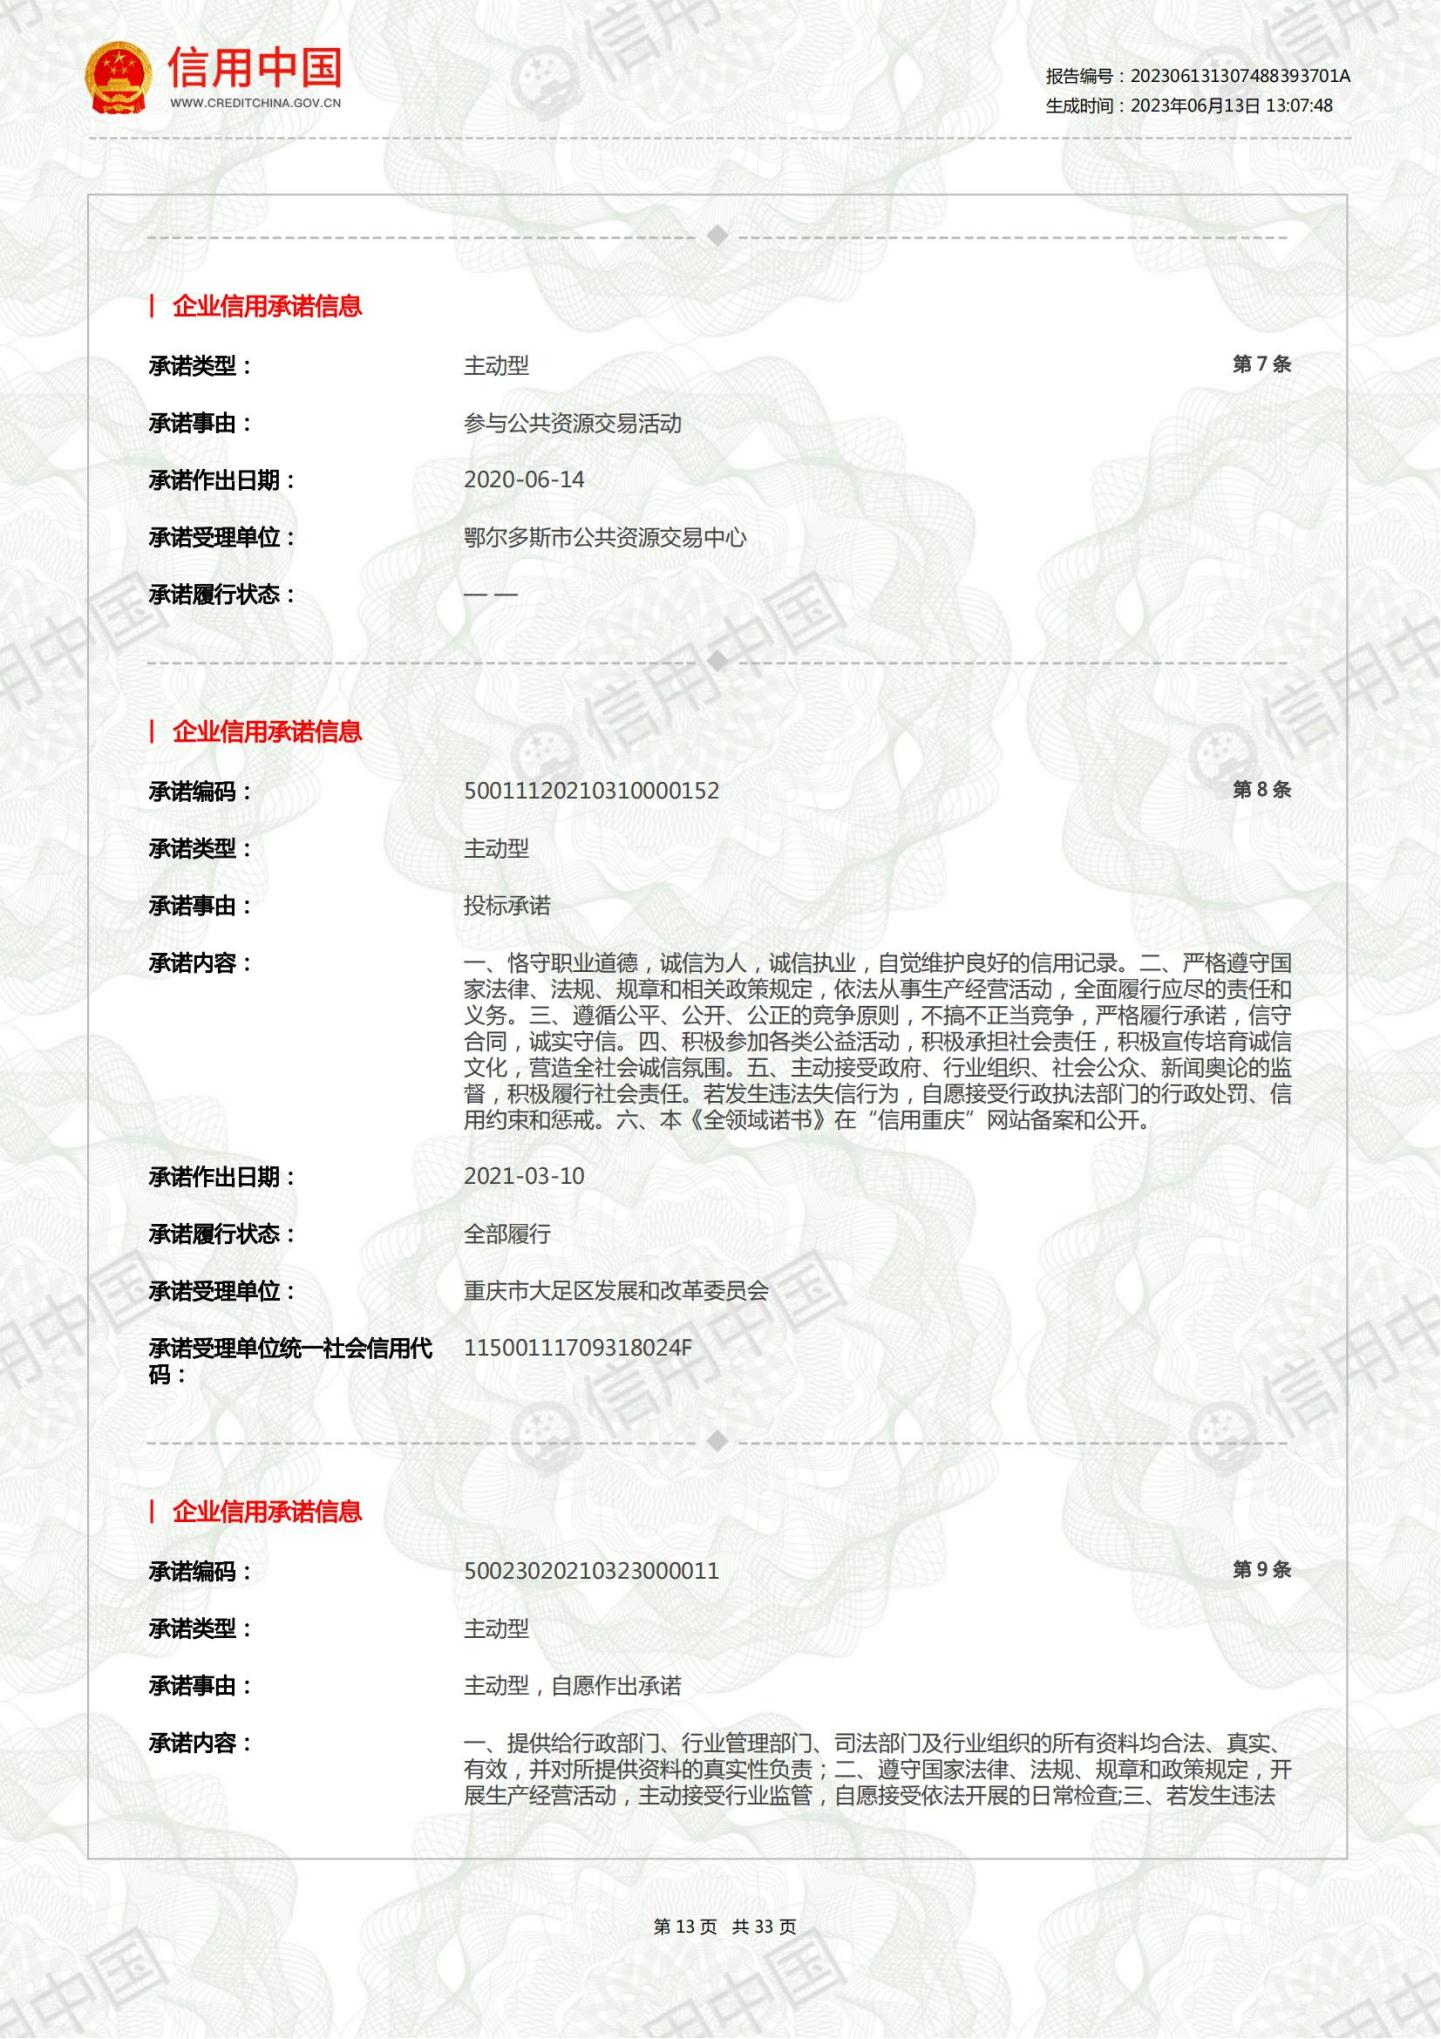 信用中国
WWW.CREDITCHINA.GOV.CN
报告编号：202306131307488393701A
生成时间：2023年06月13日 13:07:48
企业信用承诺信息
承诺类型： 主动型 第 7 条
承诺事由： 参与公共资源交易活动
承诺作出日期： 2020-06-14
承诺受理单位： 鄂尔多斯市公共资源交易中心
承诺履行状态： — —
企业信用承诺信息
承诺编码： 50011120210310000152 第 8 条
承诺类型： 主动型
承诺事由： 投标承诺
承诺内容： 一、恪守职业道德，诚信为人，诚信执业，自觉维护良好的信用记录。二、严格遵守国
家法律、法规、规章和相关政策规定，依法从事生产经营活动，全面履行应尽的责任和
义务。三、遵循公平、公开、公正的竞争原则，不搞不正当竞争，严格履行承诺，信守
合同，诚实守信。四、积极参加各类公益活动，积极承担社会责任，积极宣传培育诚信
文化，营造全社会诚信氛围。五、主动接受政府、行业组织、社会公众、新闻奥论的监
督，积极履行社会责任。若发生违法失信行为，自愿接受行政执法部门的行政处罚、信
用约束和惩戒。六、本《全领域诺书》在“信用重庆”网站备案和公开。
承诺作出日期： 2021-03-10
承诺履行状态： 全部履行
承诺受理单位： 重庆市大足区发展和改革委员会
承诺受理单位统一社会信用代 11500111709318024F
码：
企业信用承诺信息
承诺编码： 50023020210323000011 第 9 条
承诺类型： 主动型
承诺事由： 主动型，自愿作出承诺
承诺内容： 一、提供给行政部门、行业管理部门、司法部门及行业组织的所有资料均合法、真实、
有效，并对所提供资料的真实性负责；二、遵守国家法律、法规、规章和政策规定，开
展生产经营活动，主动接受行业监管，自愿接受依法开展的日常检查;三、若发生违法
第 13 页 共 33 页